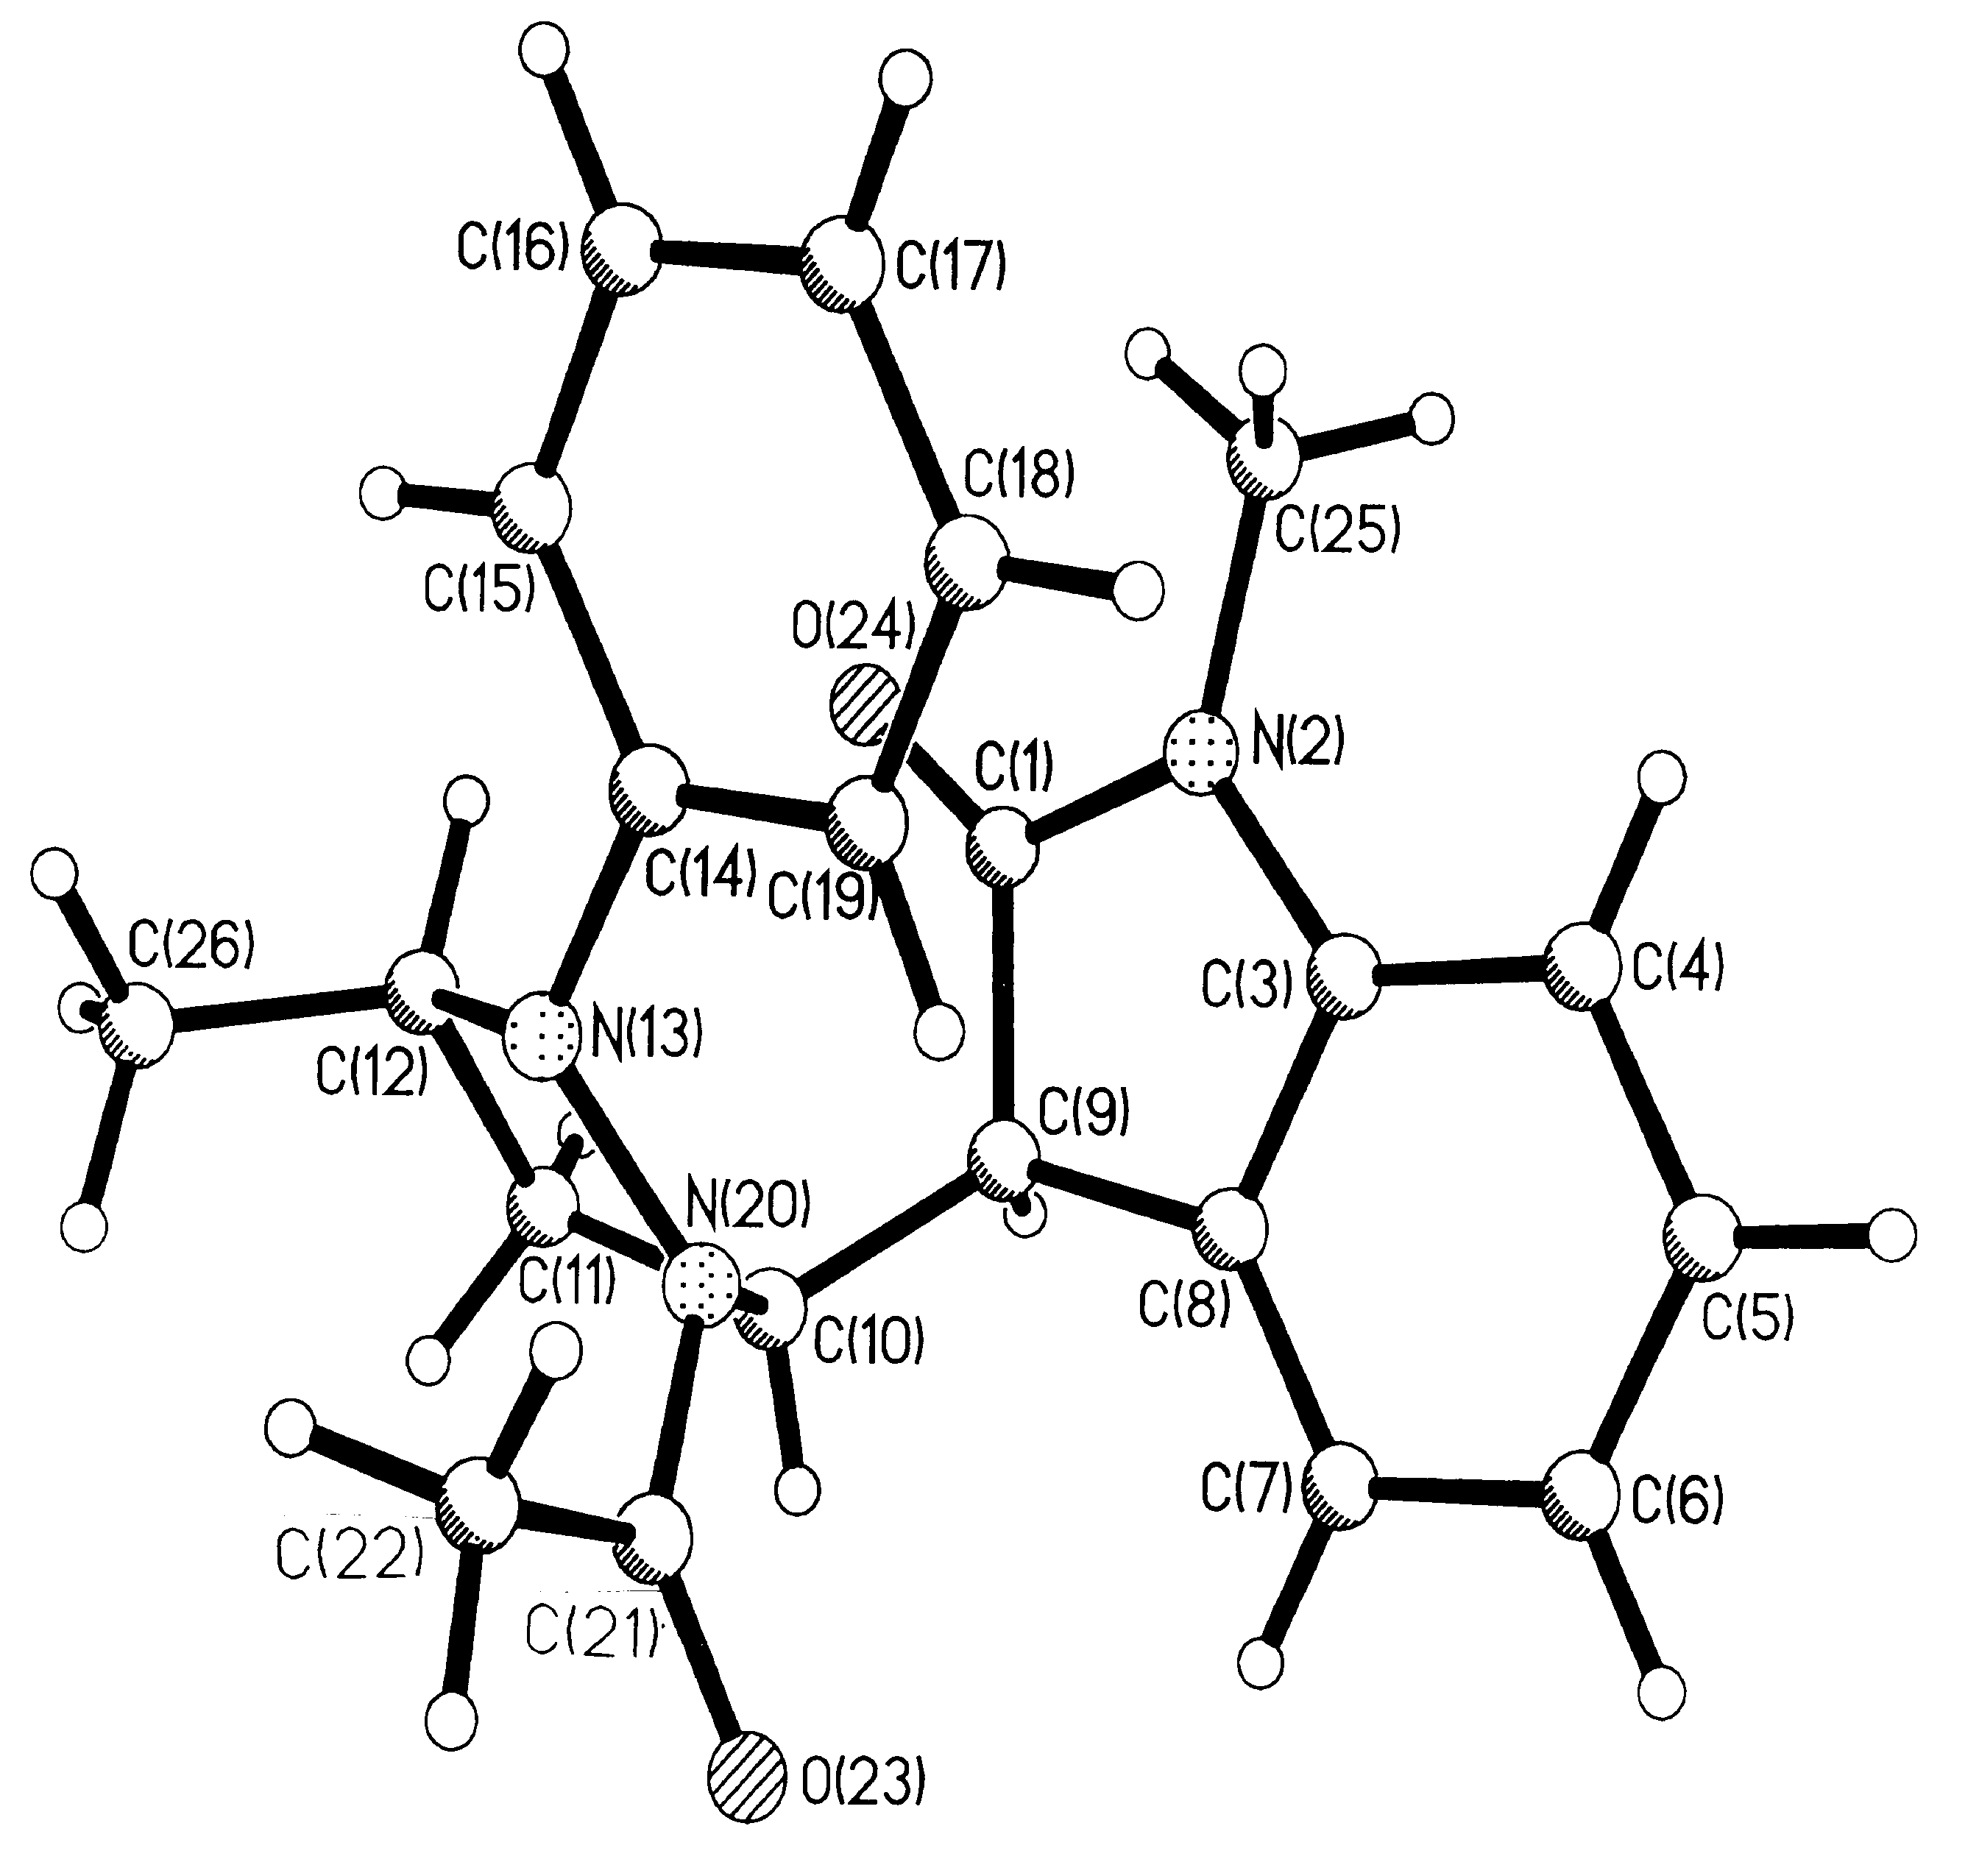 C(16)
C(17)
C(18)
C(25)
C(15)
O(24)
N(2)
C(1)
C(14)
C(19)
C(26)
C(3)
C(4)
N(13)
C(12)
C(9)
N(20)
C(11)
C(8)
C(5)
C(10)
C(7)
C(6)
C(22)
C(21)
O(23)